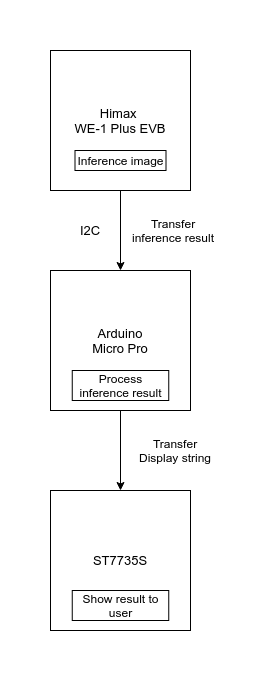 Himax
WE-1 Plus EVB
Inference image
I2C
Transfer
inference result
Arduino
Micro Pro
Process
inference result
Transfer
Display string
ST7735S
Show result to
user